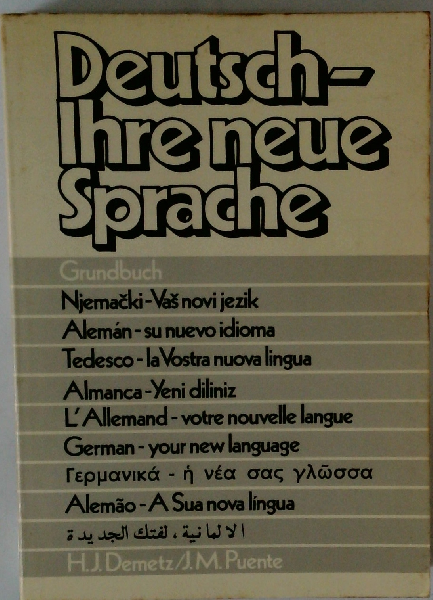 Deutsch-
Ihre neue
Sprache
Grundbuch
Njemački-Vaš novi jezik
Alemán-su nuevo idioma
Tedesco-la Vostra nuova lingua
Almanca-Yeni diliniz
L'Allemand-votre nouvelle langue
German-your new language
Γερμανικά - ἡ νέα σας γλῶσσα
Alemão-A Sua nova língua
الالمانية ، لغتك الجديدة
H.J. Demetz/J.M. Puente